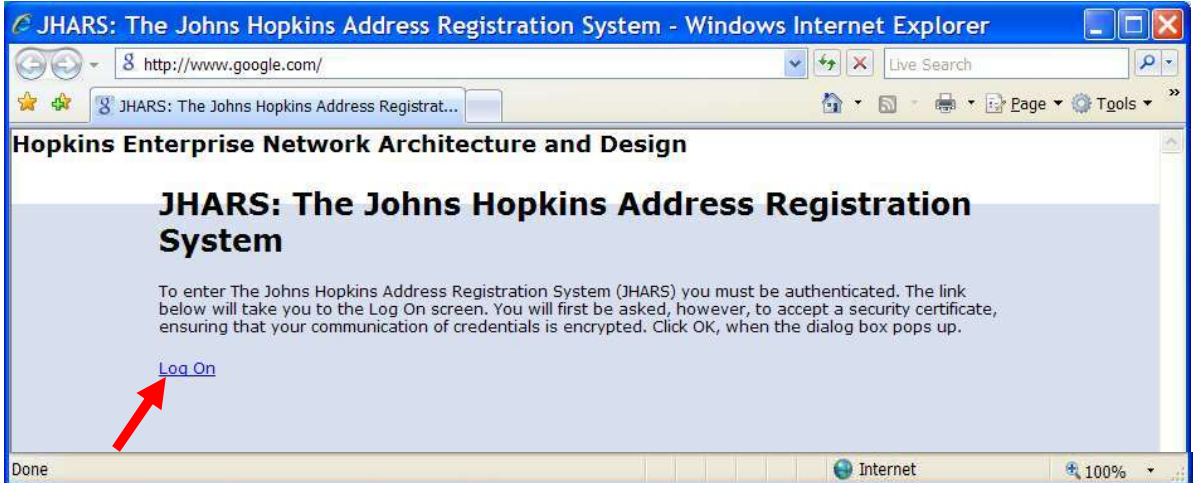 JHARS: The Johns Hopkins Address Registration System - Windows Internet Explorer
http://www.google.com/
Live Search
JHARS: The Johns Hopkins Address Registrat...
Page
Tools
Hopkins Enterprise Network Architecture and Design
JHARS: The Johns Hopkins Address Registration
System
To enter The Johns Hopkins Address Registration System (JHARS) you must be authenticated. The link
below will take you to the Log On screen. You will first be asked, however, to accept a security certificate,
ensuring that your communication of credentials is encrypted. Click OK, when the dialog box pops up.
Log On
Done
Internet
100%